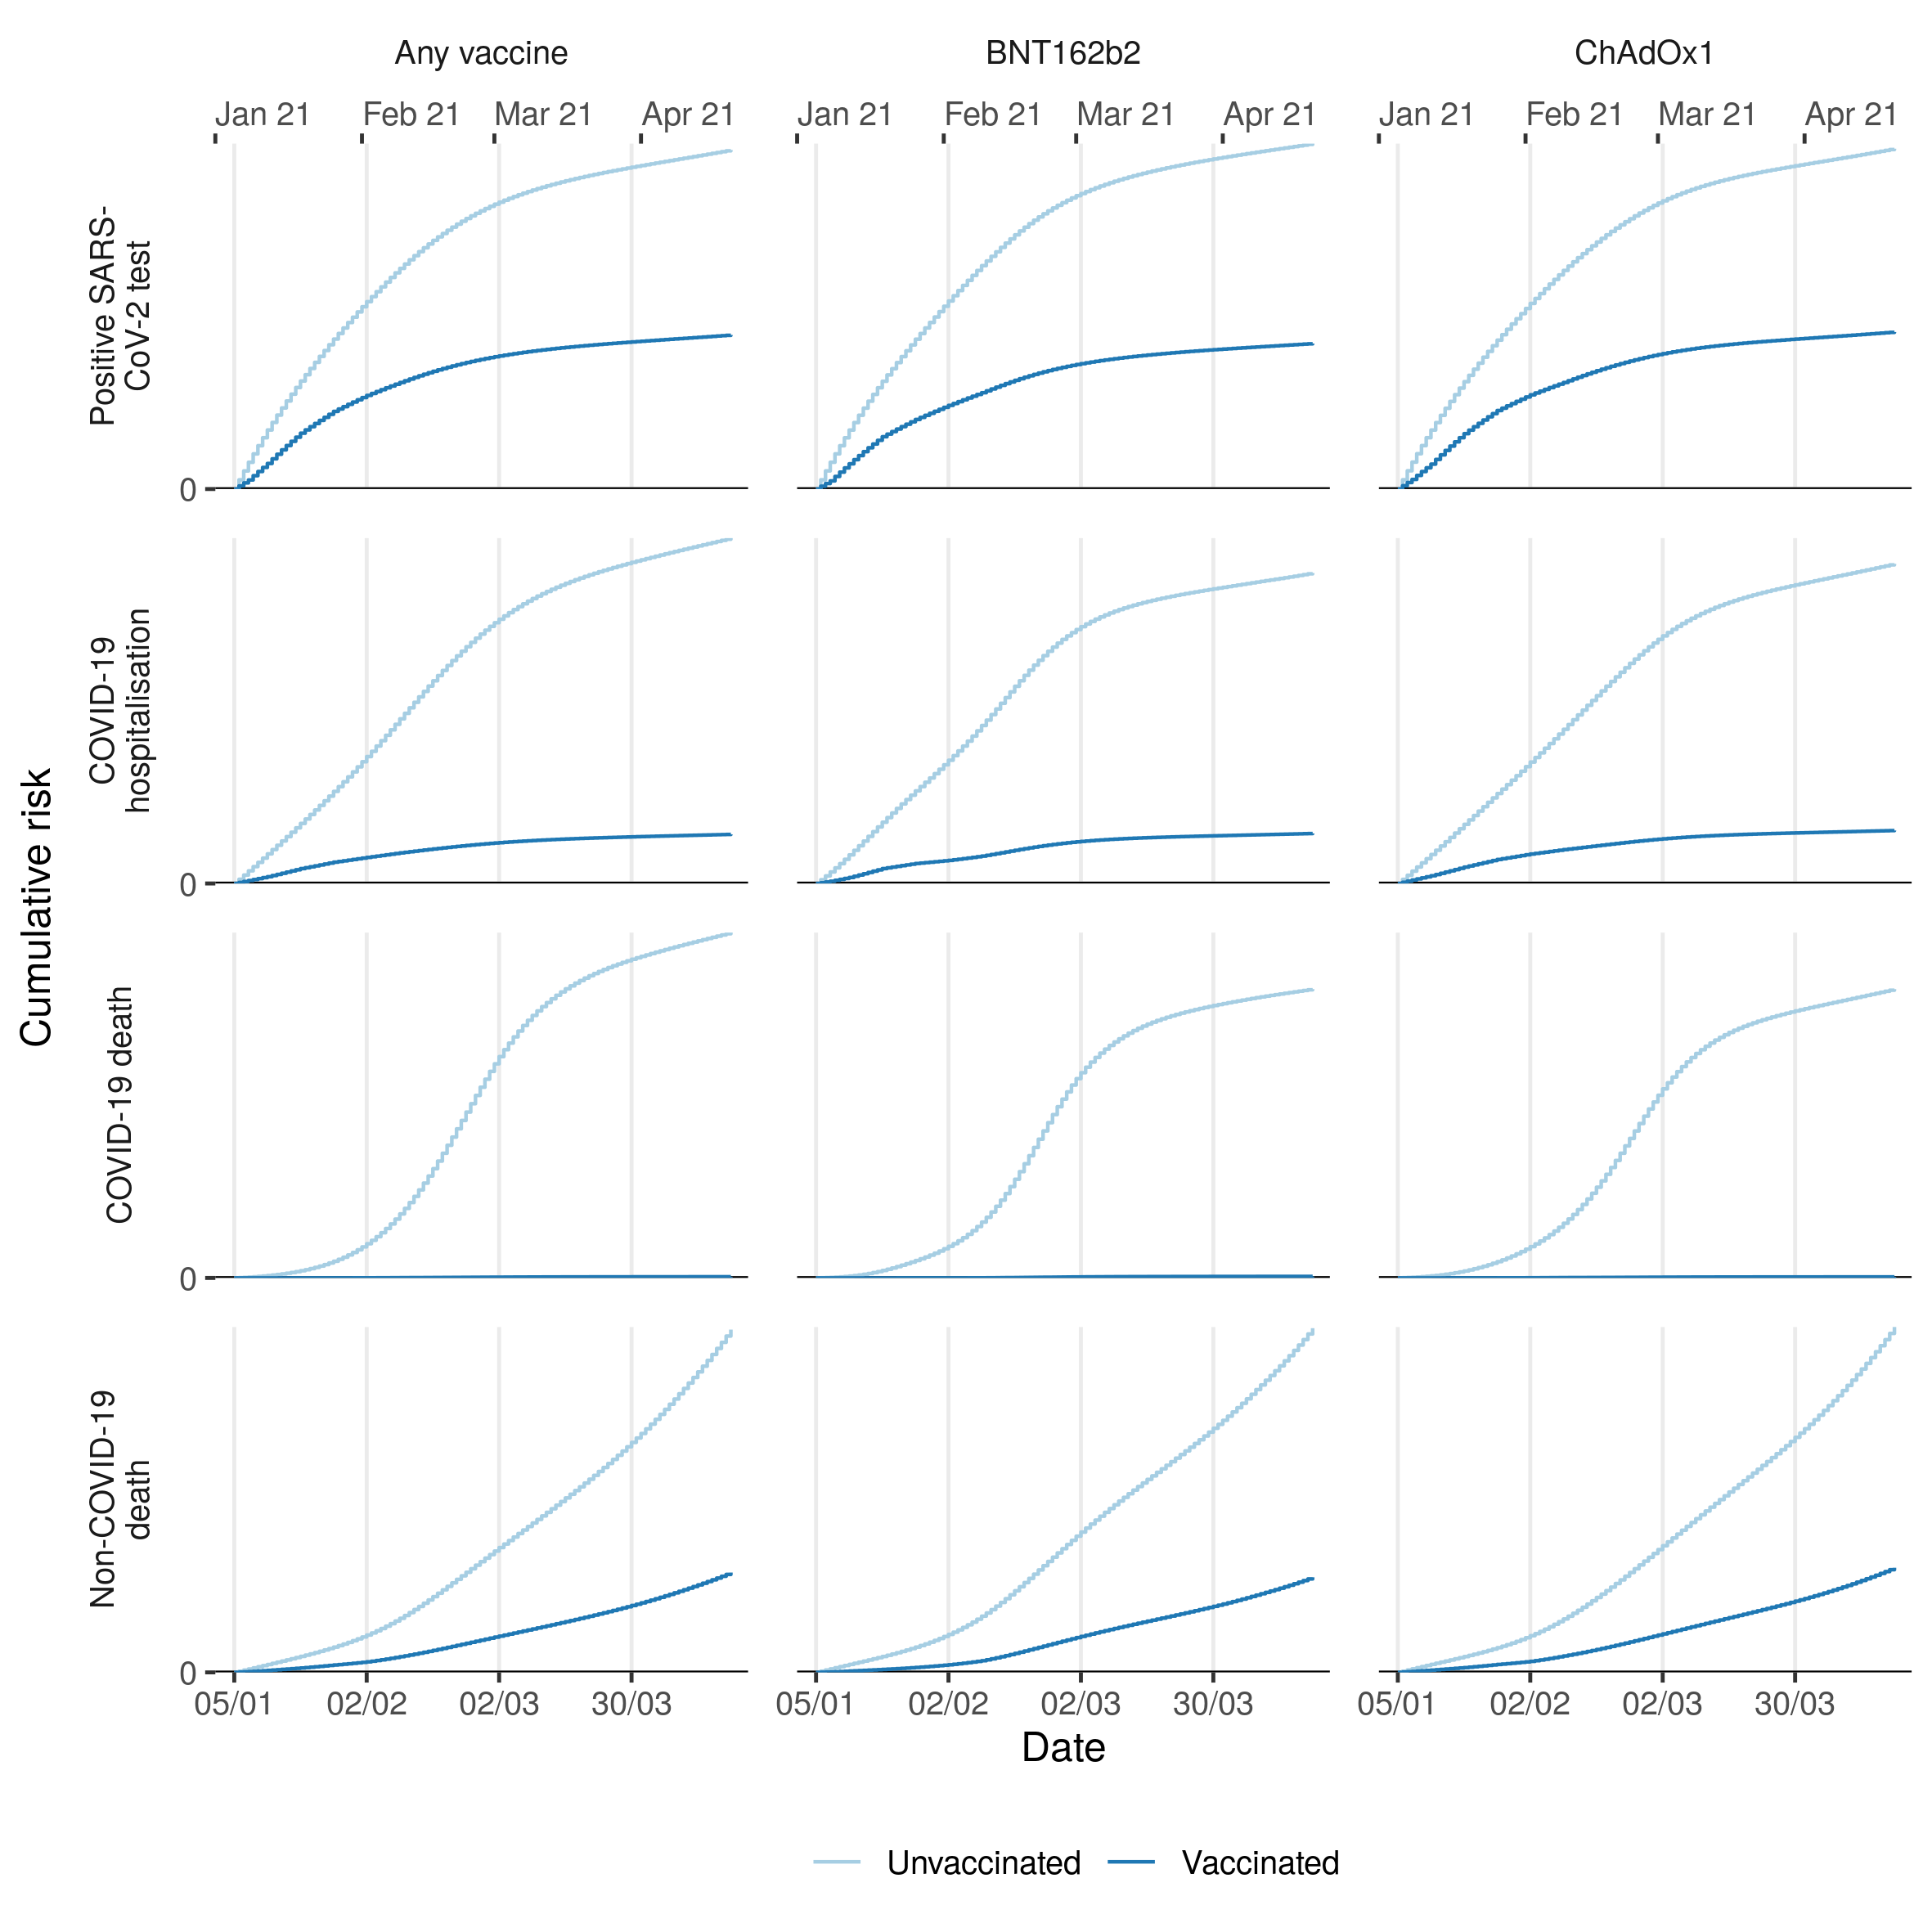 Any vaccine
BNT162b2
ChAdOx1
Jan 21 Feb 21 Mar 21 Apr 21
Jan 21 Feb 21 Mar 21 Apr 21
Jan 21 Feb 21 Mar 21 Apr 21
Cumulative risk
Positive SARS-
CoV-2 test
0
COVID-19
hospitalisation
0
COVID-19 death
0
Non-COVID-19
death
0
05/01 02/02 02/03 30/03
05/01 02/02 02/03 30/03
05/01 02/02 02/03 30/03
Date
Unvaccinated
Vaccinated